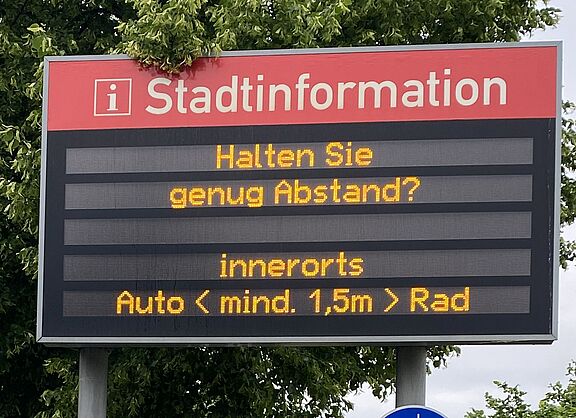 i Stadtinformation
Halten Sie
genug Abstand?
innerorts
Auto < mind. 1,5m > Rad